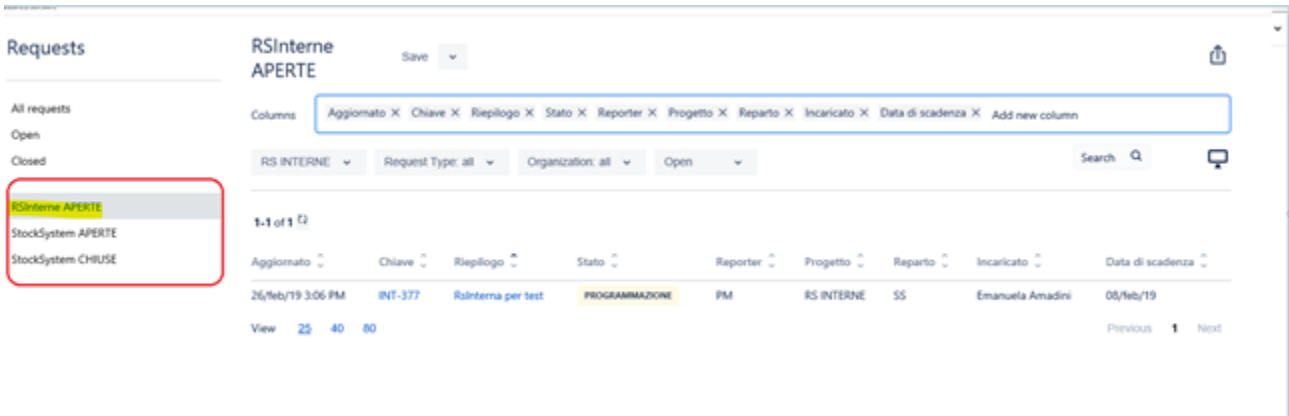 Requests
All requests
Open
Closed
RSInterne APERTE
StockSystem APERTE
StockSystem CHIUSE
RSInterne
APERTE
Save
Columns Aggiornato X Chiave X Riepilogo X Stato X Reporter X Progetto X Reparto X Incaricato X Data di scadenza X Add new column
RS INTERNE Request Type: all Organization: all Open Search
1-1 of 1
Aggiornato Chiave Riepilogo Stato Reporter Progetto Reparto Incaricato Data di scadenza
26/feb/19 3:06 PM INT-377 RsInterna per test PROGRAMMAZIONE PM RS INTERNE SS Emanuela Amadini 08/feb/19
View 25 40 80 Previous 1 Next